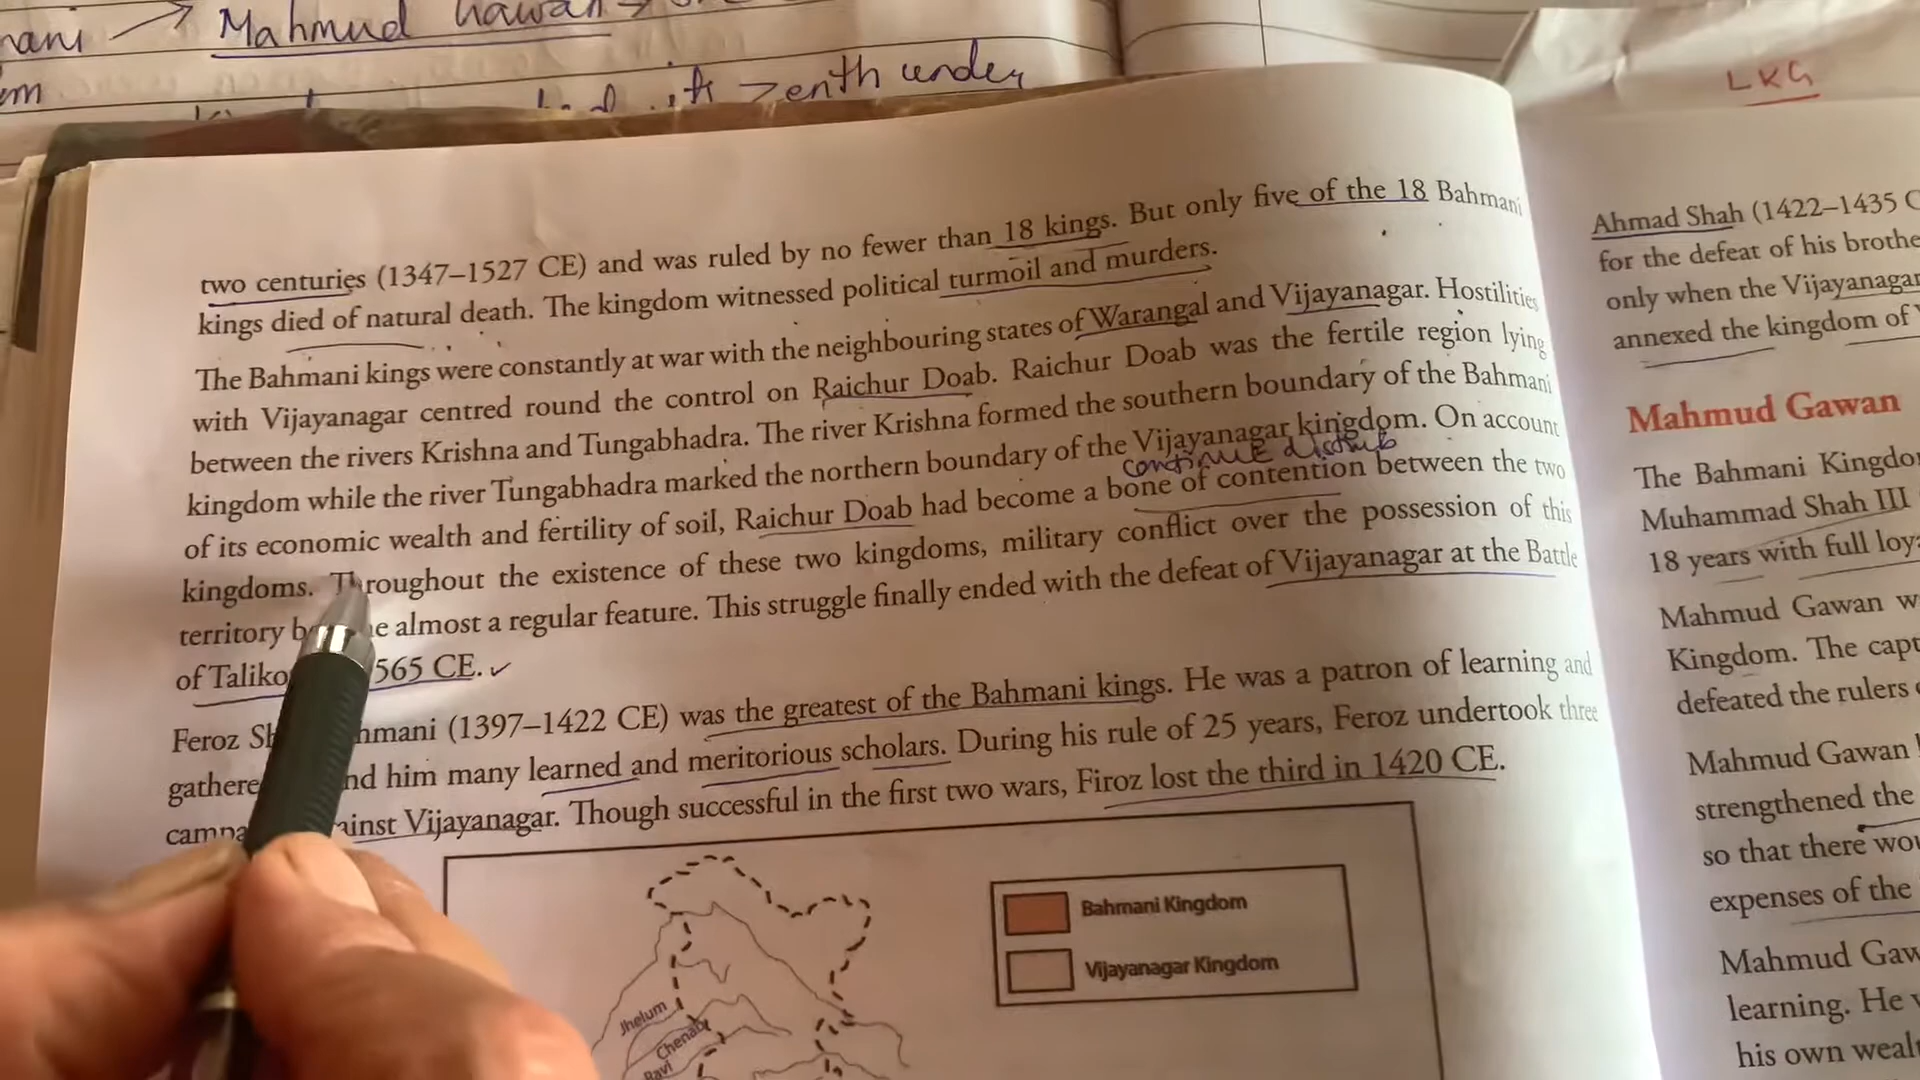 mani → Mahmud Gawan →
em
its zenth under
LKG
two centuries (1347–1527 CE) and was ruled by no fewer than 18 kings. But only five of the 18 Bahmani
kings died of natural death. The kingdom witnessed political turmoil and murders.
The Bahmani kings were constantly at war with the neighbouring states of Warangal and Vijayanagar. Hostilities
with Vijayanagar centred round the control on Raichur Doab. Raichur Doab was the fertile region lying
between the rivers Krishna and Tungabhadra. The river Krishna formed the southern boundary of the Bahmani
kingdom while the river Tungabhadra marked the northern boundary of the Vijayanagar kingdom. On account
continue disturb
of its economic wealth and fertility of soil, Raichur Doab had become a bone of contention between the two
kingdoms. Throughout the existence of these two kingdoms, military conflict over the possession of this
territory be e almost a regular feature. This struggle finally ended with the defeat of Vijayanagar at the Battle
of Taliko 565 CE. ✓
Feroz Sh hmani (1397–1422 CE) was the greatest of the Bahmani kings. He was a patron of learning and
gathere nd him many learned and meritorious scholars. During his rule of 25 years, Feroz undertook three
campa ainst Vijayanagar. Though successful in the first two wars, Firoz lost the third in 1420 CE.
Bahmani Kingdom
Vijayanagar Kingdom
Jhelum
Chenab
Ravi
Ahmad Shah (1422–1435 C
for the defeat of his brothe
only when the Vijayanagar
annexed the kingdom of
Mahmud Gawan
The Bahmani Kingdo
Muhammad Shah III
18 years with full loya
Mahmud Gawan w
Kingdom. The capt
defeated the rulers
Mahmud Gawan
strengthened the
so that there wou
expenses of the
Mahmud Gaw
learning. He
his own wealt